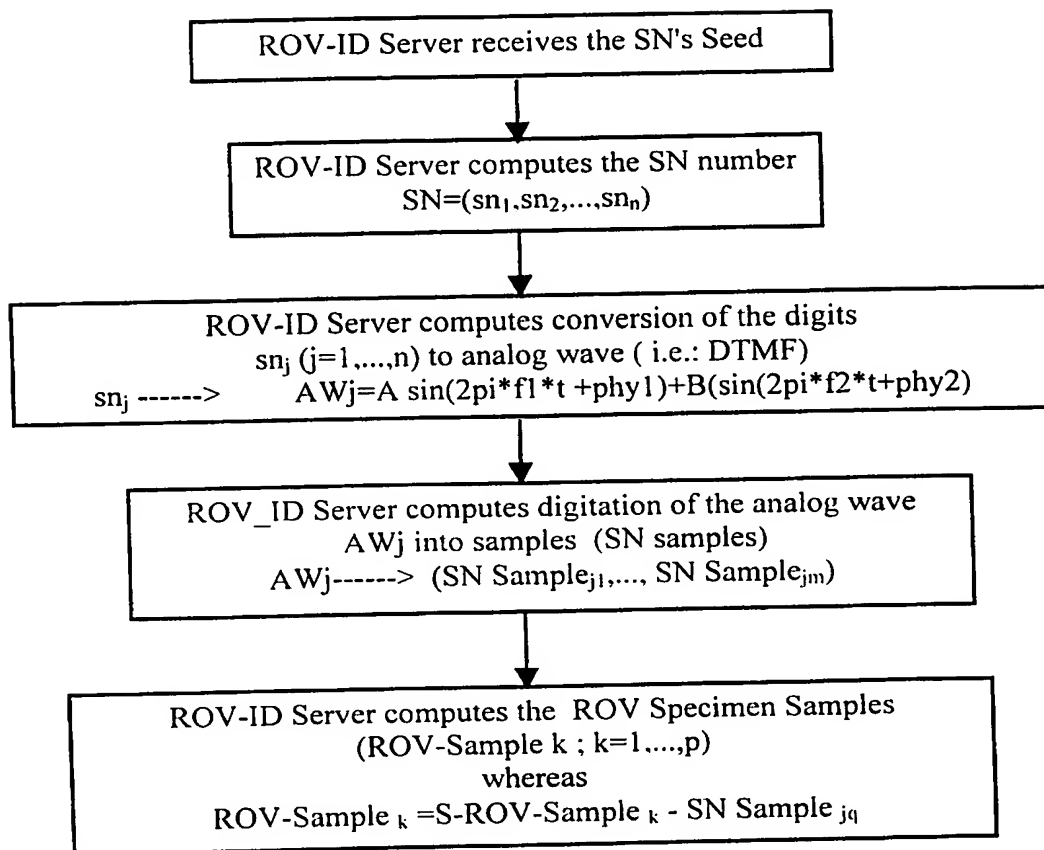 ROV-ID Server receives the SN's Seed
ROV-ID Server computes the SN number
SN=(sn₁,sn₂,...,snₙ)
ROV-ID Server computes conversion of the digits
snⱼ (j=1,...,n) to analog wave ( i.e.: DTMF)
snⱼ ------> AWj=A sin(2pi*f1*t +phy1)+B(sin(2pi*f2*t+phy2)
ROV_ID Server computes digitation of the analog wave
AWj into samples (SN samples)
AWj------> (SN Sample_j1,..., SN Sample_jm)
ROV-ID Server computes the ROV Specimen Samples
(ROV-Sample k ; k=1,...,p)
whereas
ROV-Sample ₖ =S-ROV-Sample ₖ - SN Sample _jq